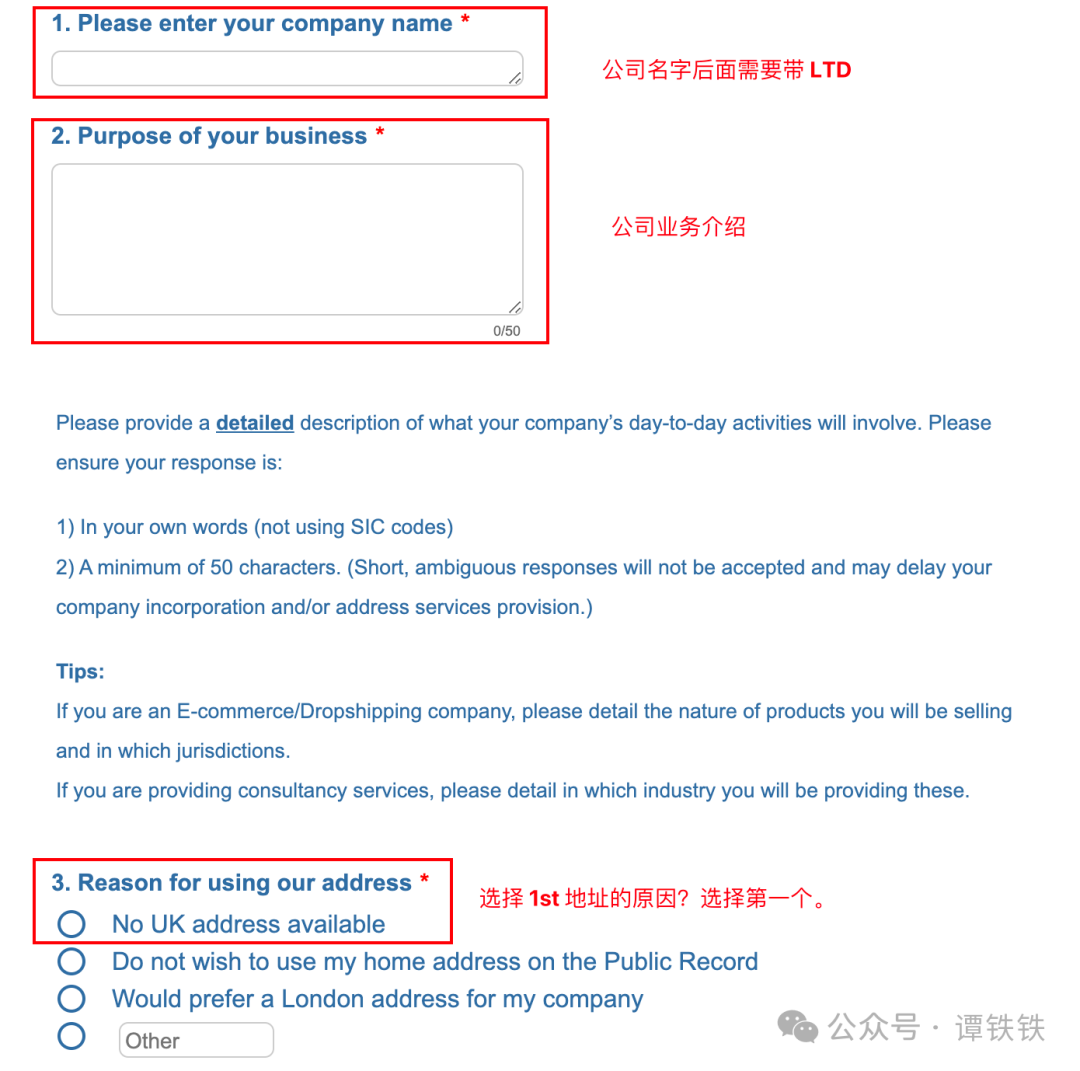 1. Please enter your company name *
公司名字后面需要带 LTD
2. Purpose of your business *
公司业务介绍
0/50
Please provide a detailed description of what your company’s day-to-day activities will involve. Please
ensure your response is:
1) In your own words (not using SIC codes)
2) A minimum of 50 characters. (Short, ambiguous responses will not be accepted and may delay your
company incorporation and/or address services provision.)
Tips:
If you are an E-commerce/Dropshipping company, please detail the nature of products you will be selling
and in which jurisdictions.
If you are providing consultancy services, please detail in which industry you will be providing these.
3. Reason for using our address *
选择 1st 地址的原因？选择第一个。
No UK address available
Do not wish to use my home address on the Public Record
Would prefer a London address for my company
Other
公众号 · 谭铁铁